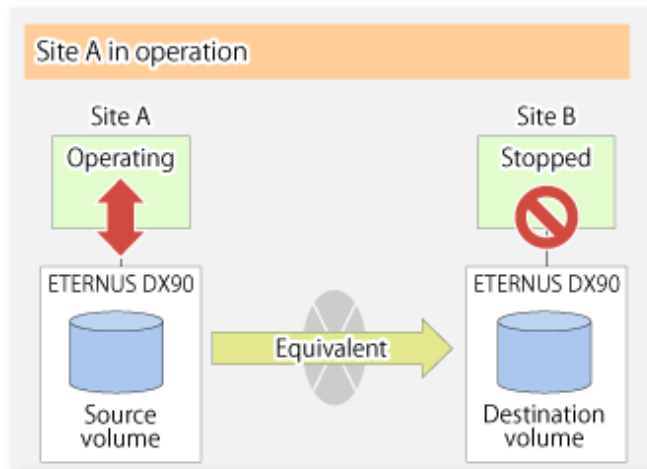 Site A in operation
Site A
Site B
Operating
Stopped
ETERNUS DX90
ETERNUS DX90
Equivalent
Source
volume
Destination
volume